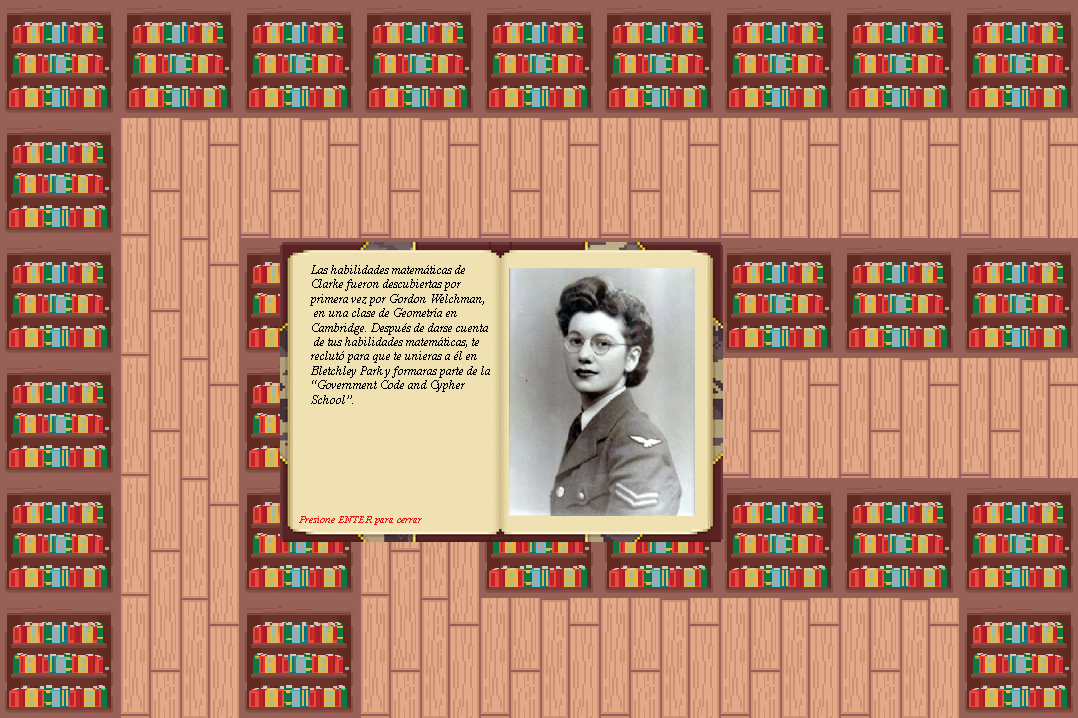 Las habilidades matemáticas de
Clarke fueron descubiertas por
primera vez por Gordon Welchman,
en una clase de Geometría en
Cambridge. Después de darse cuenta
de tus habilidades matemáticas, te
reclutó para que te unieras a él en
Bletchley Park y formaras parte de la
“Government Code and Cypher
School”.
Presione ENTER para cerrar